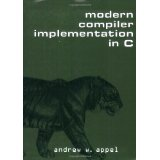 modern
compiler
implementation
in C
andrew w. appel